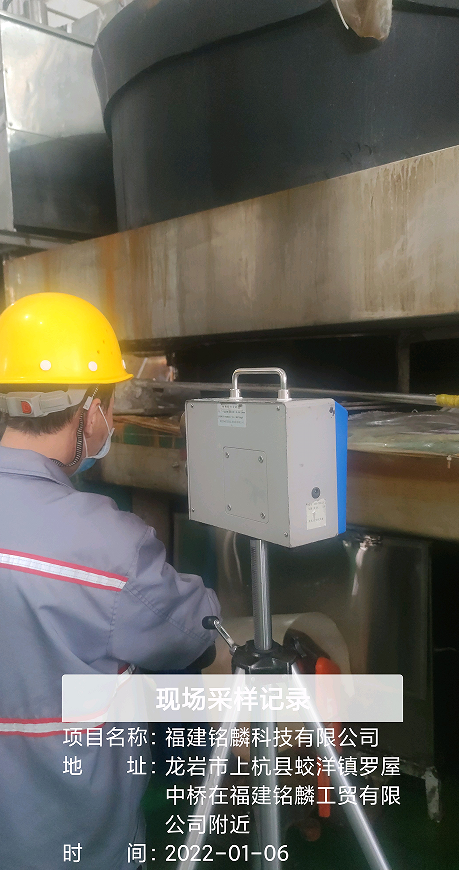 现场采样记录
项目名称：福建铭麟科技有限公司
地　　址：龙岩市上杭县蛟洋镇罗屋
中桥在福建铭麟工贸有限
公司附近
时　　间：2022-01-06